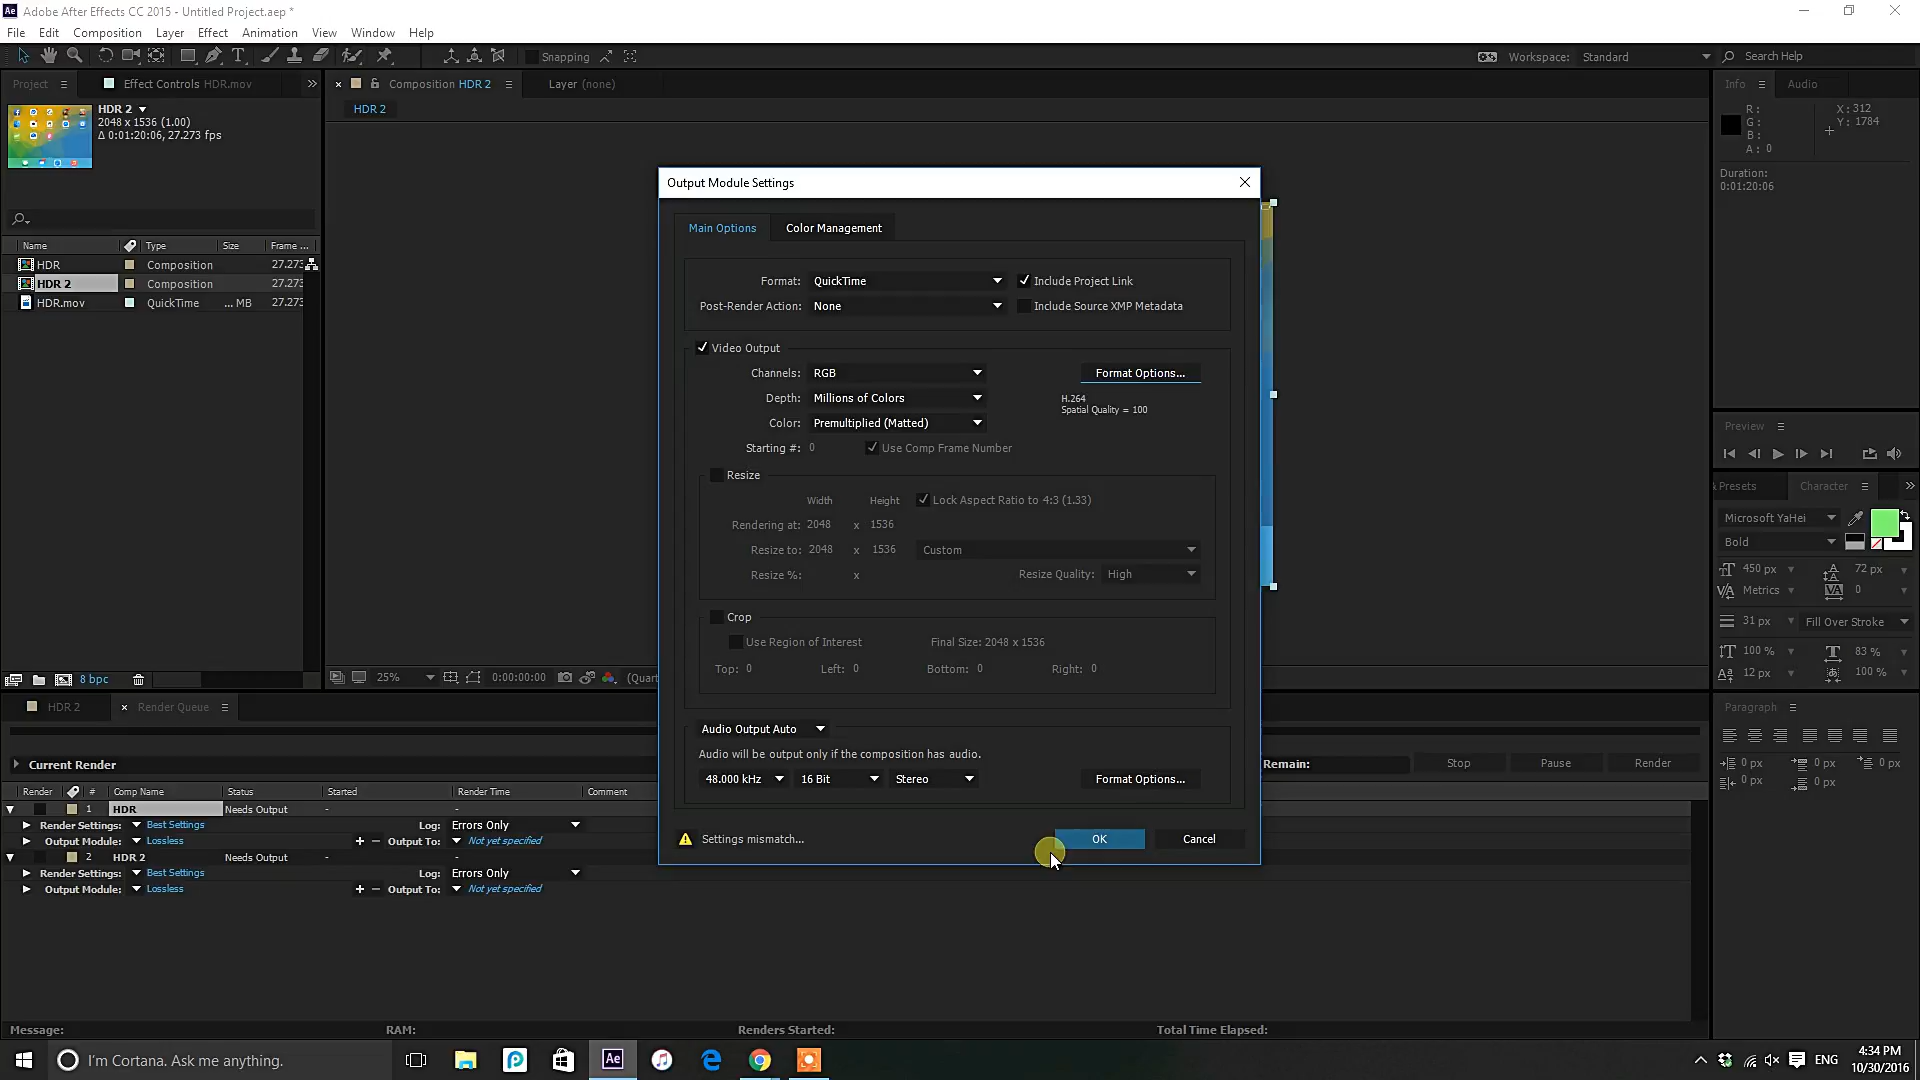 Adobe After Effects CC 2015 - Untitled Project.aep *
File Edit Composition Layer Effect Animation View Window Help
Snapping Workspace: Standard Search Help
Project Effect Controls HDR.mov
Composition HDR 2 Layer (none)
Info Audio
HDR 2
2048 x 1536 (1.00)
Δ 0:01:20:06, 27.273 fps
HDR 2
R:
G:
B:
A: 0
X: 312
Y: 1784
Duration:
0:01:20:06
Name Type Size Frame ...
HDR Composition 27.273
HDR 2 Composition 27.273
HDR.mov QuickTime ... MB 27.273
8 bpc
Output Module Settings
Main Options Color Management
Format: QuickTime Include Project Link
Post-Render Action: None Include Source XMP Metadata
Video Output
Channels: RGB Format Options...
Depth: Millions of Colors H.264
Spatial Quality = 100
Color: Premultiplied (Matted)
Starting #: 0 Use Comp Frame Number
Resize
Width Height Lock Aspect Ratio to 4:3 (1.33)
Rendering at: 2048 x 1536
Resize to: 2048 x 1536 Custom
Resize %: x Resize Quality: High
Crop
Use Region of Interest Final Size: 2048 x 1536
Top: 0 Left: 0 Bottom: 0 Right: 0
Audio Output Auto
Audio will be output only if the composition has audio.
48.000 kHz 16 Bit Stereo Format Options...
Settings mismatch... OK Cancel
25% 0:00:00:00 (Quart
Preview
Presets Character
Microsoft YaHei
Bold
450 px 72 px
Metrics 0
31 px Fill Over Stroke
100 % 83 %
12 px 100 %
Paragraph
0 px 0 px 0 px
0 px 0 px
HDR 2 Render Queue
Current Render Remain: Stop Pause Render
Render # Comp Name Status Started Render Time Comment
1 HDR Needs Output - -
Render Settings: Best Settings Log: Errors Only
Output Module: Lossless Output To: Not yet specified
2 HDR 2 Needs Output - -
Render Settings: Best Settings Log: Errors Only
Output Module: Lossless Output To: Not yet specified
Message: RAM: Renders Started: Total Time Elapsed:
I'm Cortana. Ask me anything.
Ae
ENG
4:34 PM
10/30/2016